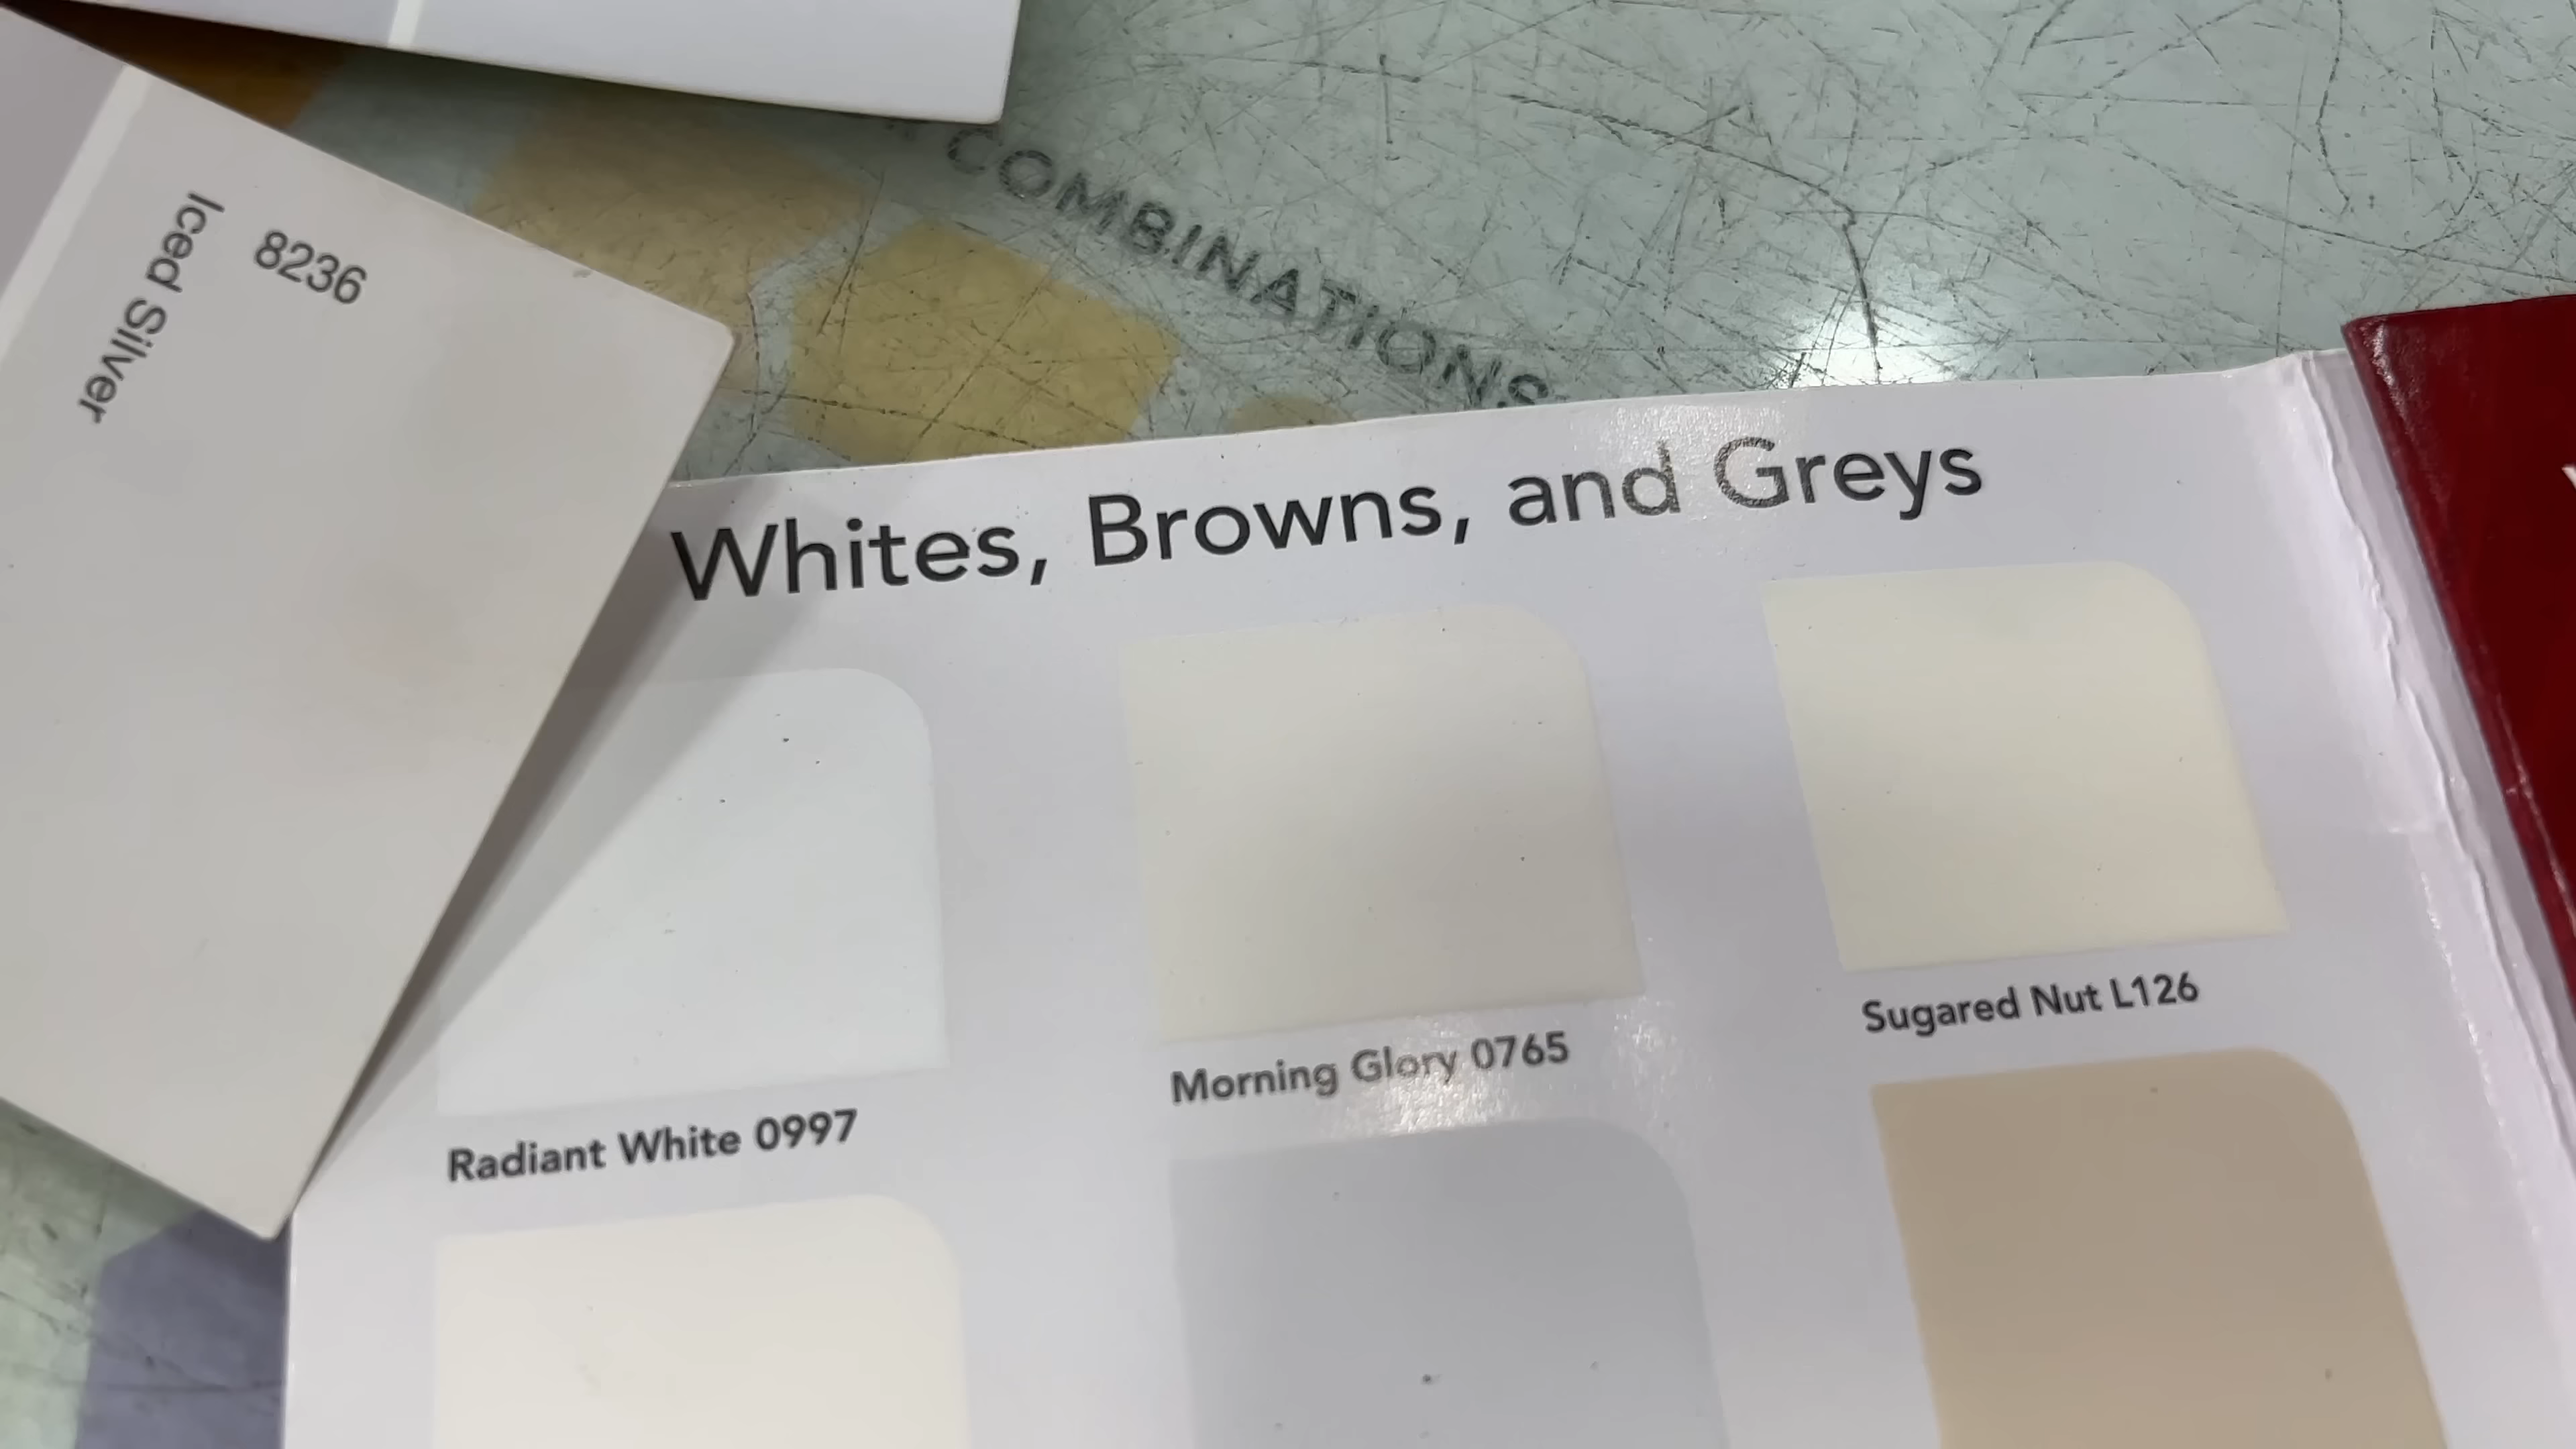 COMBINATIONS
8236
Iced Silver
Whites, Browns, and Greys
Radiant White 0997
Morning Glory 0765
Sugared Nut L126